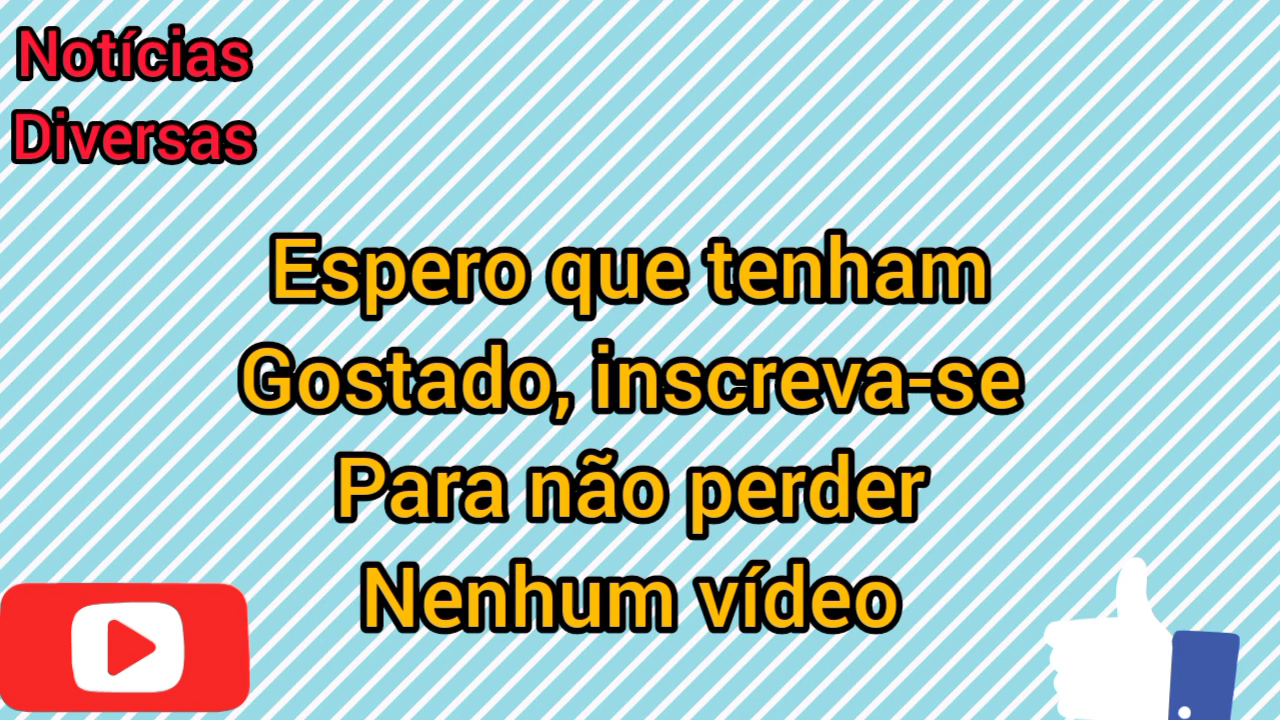 Notícias
Diversas
Espero que tenham
Gostado, inscreva-se
Para não perder
Nenhum vídeo